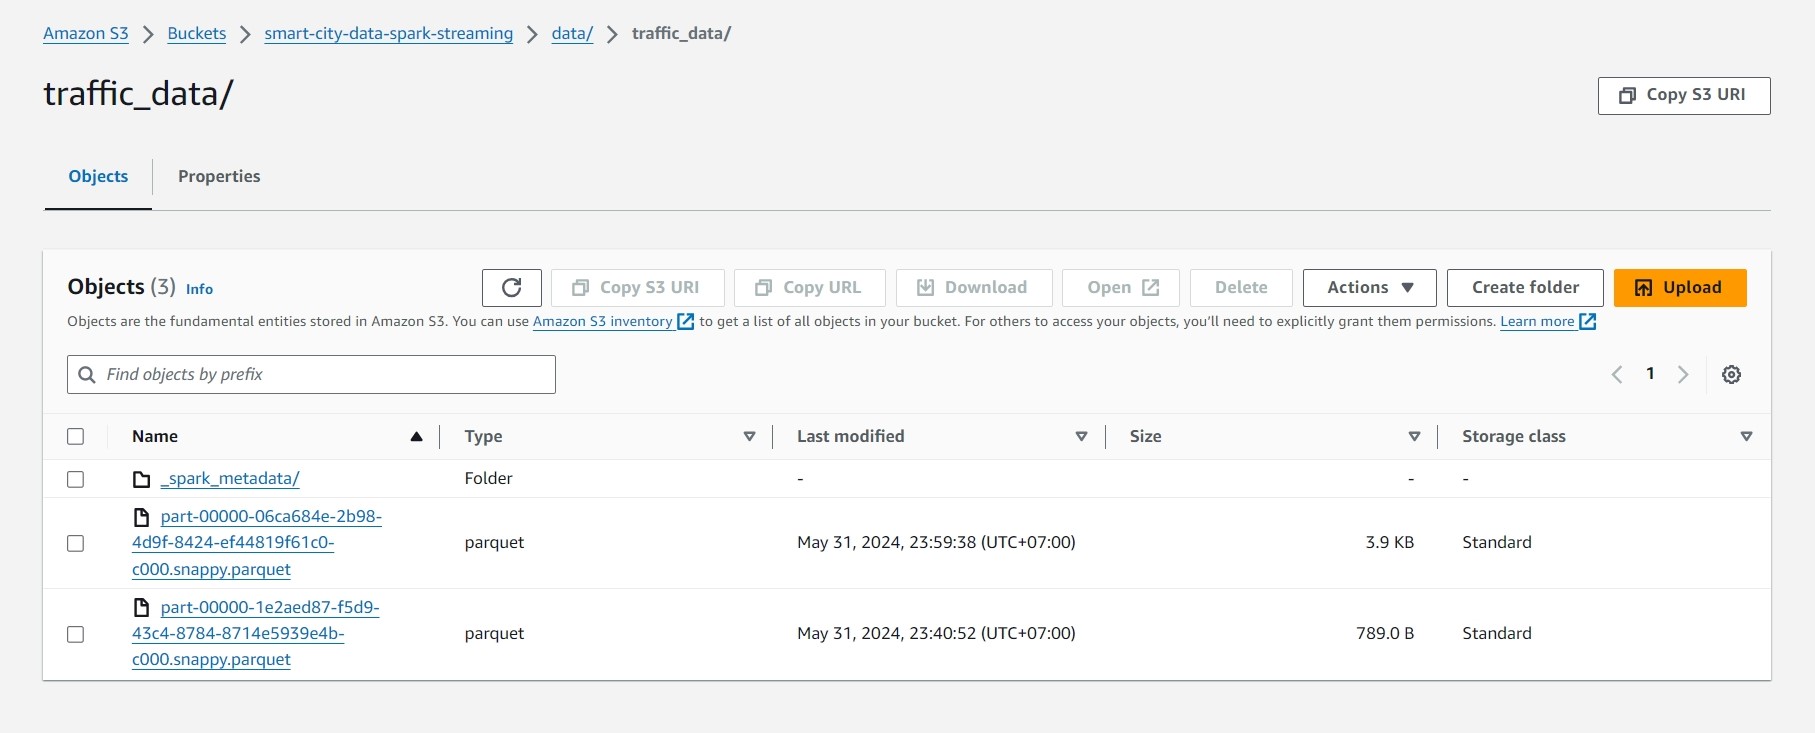 Amazon S3 > Buckets > smart-city-data-spark-streaming > data/ > traffic_data/
traffic_data/
Copy S3 URI
Objects Properties
Objects (3) Info
Copy S3 URI Copy URL Download Open Delete Actions Create folder Upload
Objects are the fundamental entities stored in Amazon S3. You can use Amazon S3 inventory to get a list of all objects in your bucket. For others to access your objects, you'll need to explicitly grant them permissions. Learn more
Find objects by prefix
1
Name Type Last modified Size Storage class
_spark_metadata/ Folder - - -
part-00000-06ca684e-2b98-
4d9f-8424-ef44819f61c0- parquet May 31, 2024, 23:59:38 (UTC+07:00) 3.9 KB Standard
c000.snappy.parquet
part-00000-1e2aed87-f5d9-
43c4-8784-8714e5939e4b- parquet May 31, 2024, 23:40:52 (UTC+07:00) 789.0 B Standard
c000.snappy.parquet